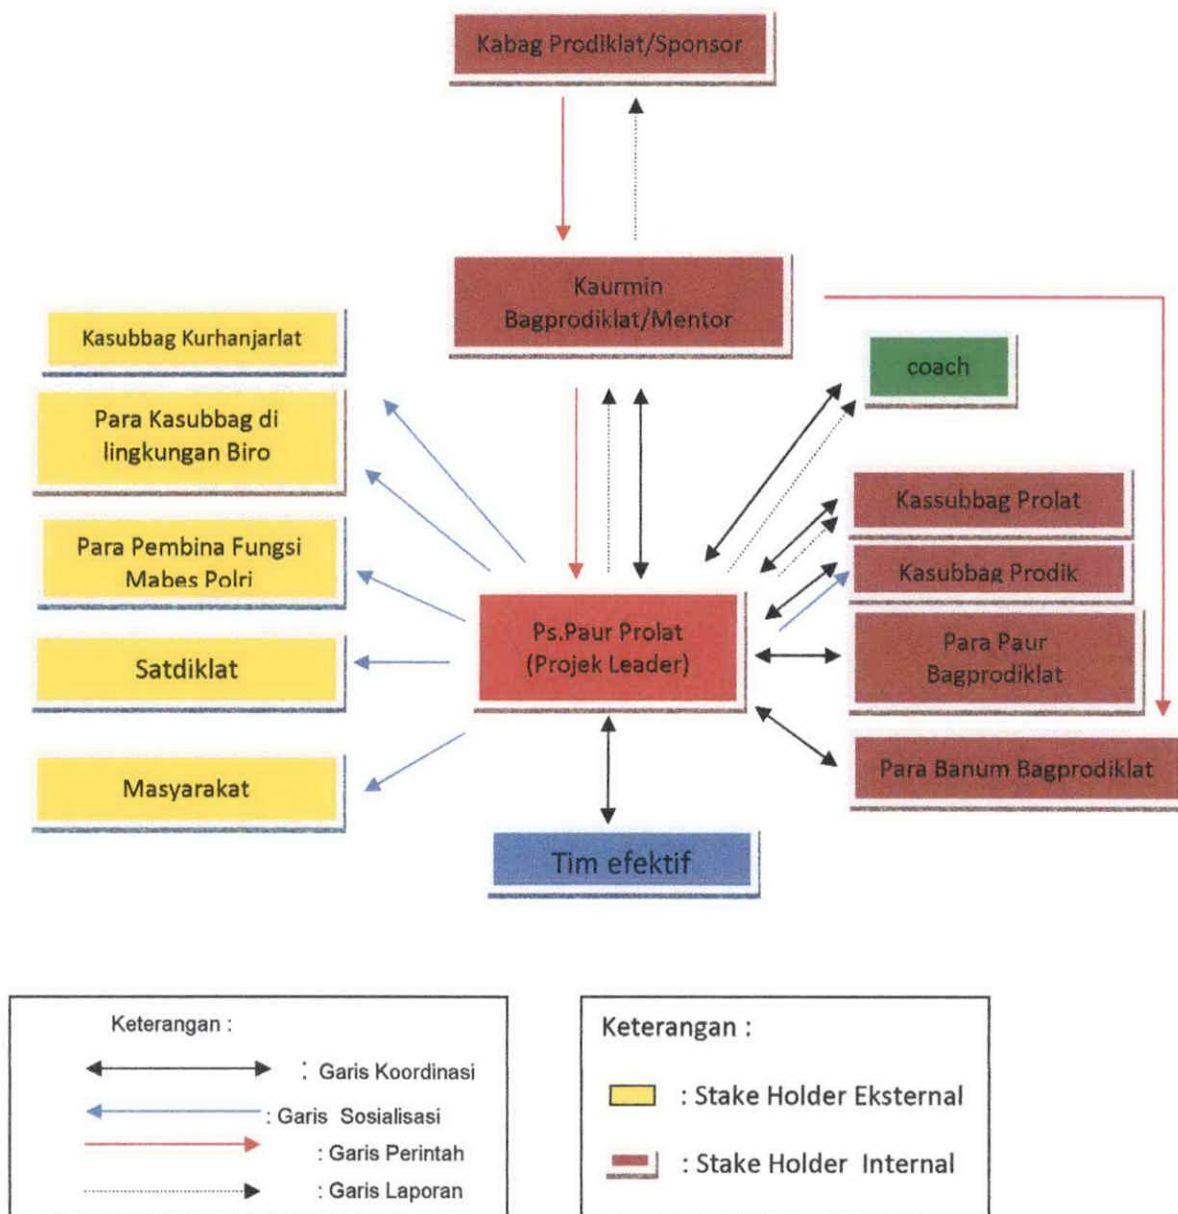 Kabag Prodiklat/Sponsor
Kaurmin
Bagprodiklat/Mentor
Kasubbag Kurhanjarlat
Para Kasubbag di
lingkungan Biro
Para Pembina Fungsi
Mabes Polri
Satdiklat
Masyarakat
Ps.Paur Prolat
(Projek Leader)
Tim efektif
coach
Kassubbag Prolat
Kasubbag Prodik
Para Paur
Bagprodiklat
Para Banum Bagprodiklat
Keterangan :
: Garis Koordinasi
: Garis Sosialisasi
: Garis Perintah
: Garis Laporan
Keterangan :
: Stake Holder Eksternal
: Stake Holder Internal